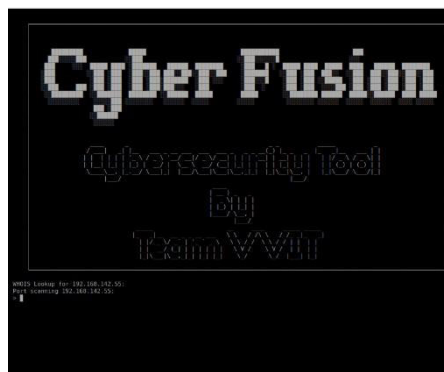 Cyber Fusion
Cybersecurity Tool
By
Team VVIT
WHOIS Lookup for 192.168.142.55:
Port scanning 192.168.142.55:
>